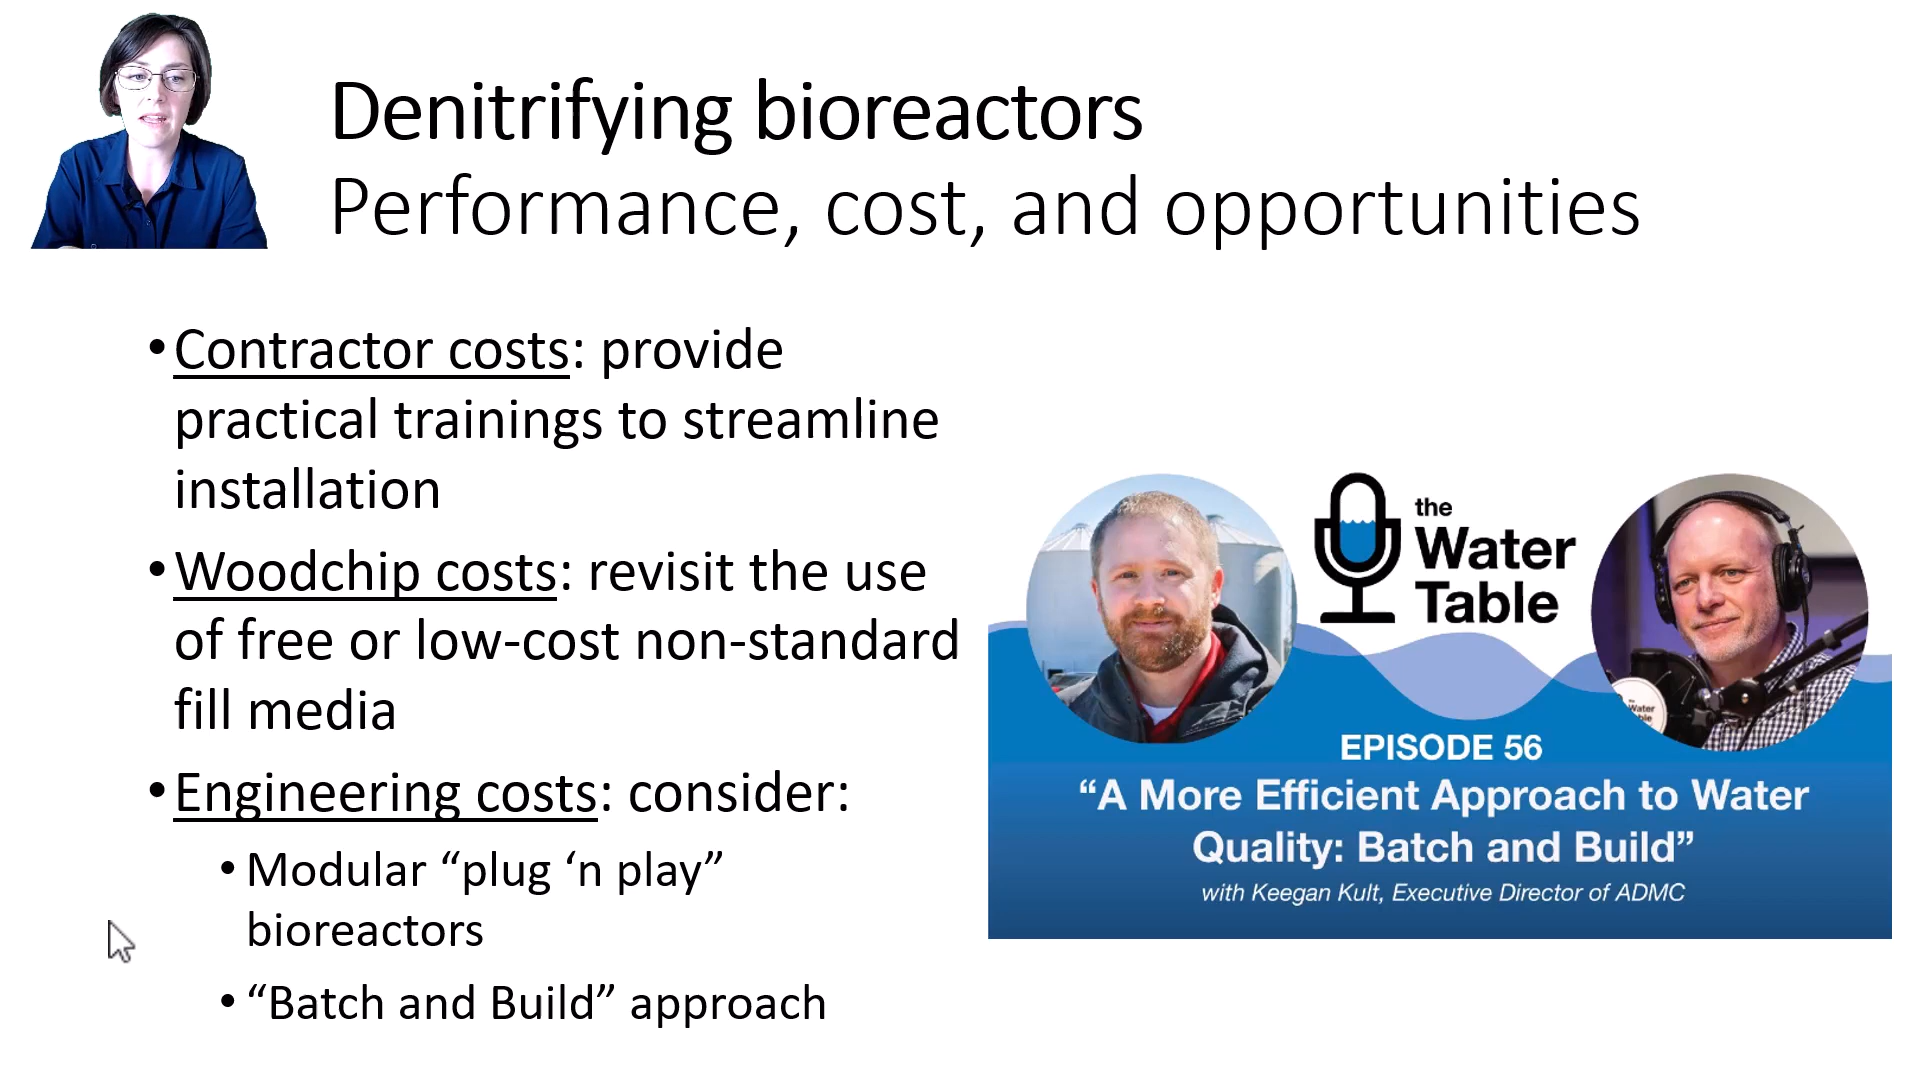 Denitrifying bioreactors
Performance, cost, and opportunities
•Contractor costs: provide
practical trainings to streamline
installation
•Woodchip costs: revisit the use
of free or low-cost non-standard
fill media
•Engineering costs: consider:
•Modular “plug ‘n play”
bioreactors
•“Batch and Build” approach
the
Water
Table
Water
EPISODE 56
“A More Efficient Approach to Water
Quality: Batch and Build”
with Keegan Kult, Executive Director of ADMC